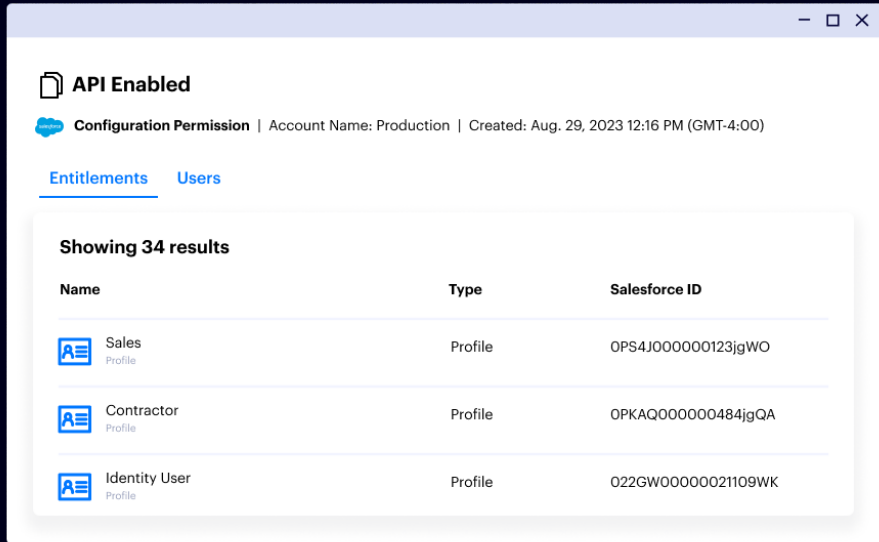 API Enabled
salesforce Configuration Permission | Account Name: Production | Created: Aug. 29, 2023 12:16 PM (GMT-4:00)
Entitlements Users
Showing 34 results
Name Type Salesforce ID
Sales
Profile Profile 0PS4J000000123jgWO
Contractor
Profile Profile 0PKAQ000000484jgQA
Identity User
Profile Profile 022GW00000021109WK